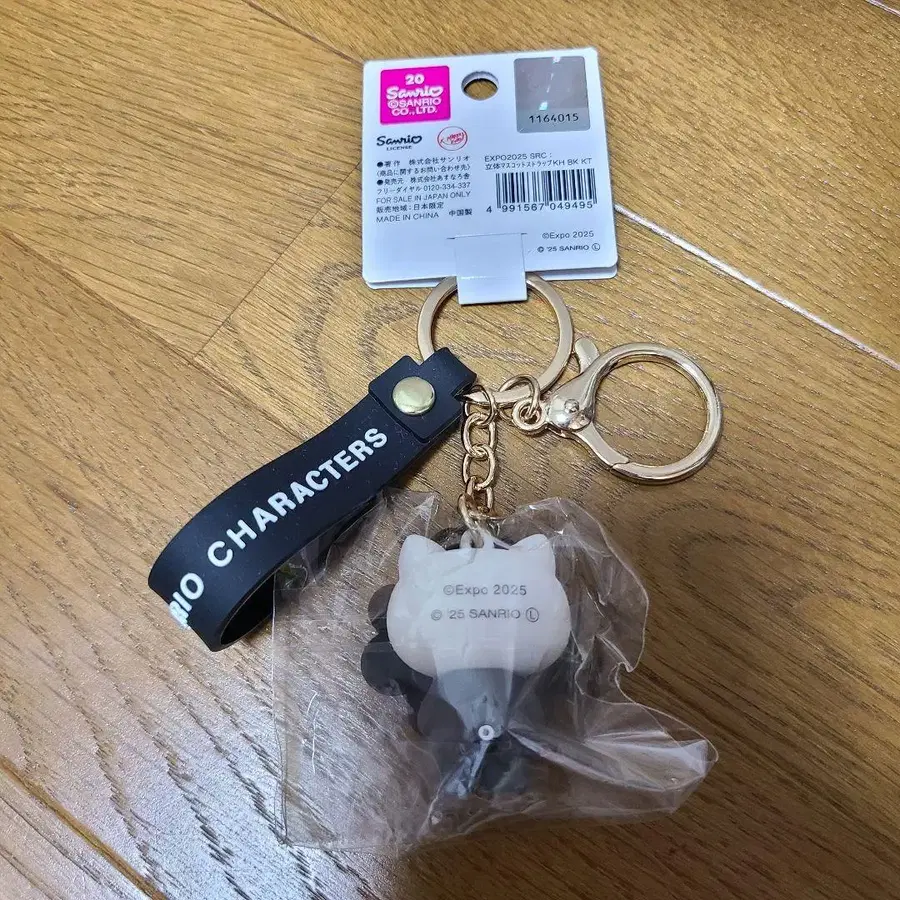 20
Sanrio
©SANRIO
CO.,LTD.
1164015
Sanrio
LICENSE
●著作 株式会社サンリオ
〈商品に関するお問い合わせ先〉
●発売元 株式会社あすなろ舎
フリーダイヤル 0120-334-337
FOR SALE IN JAPAN ONLY
販売地域：日本限定
MADE IN CHINA 中国製
EXPO2025 SRC：
立体マスコットストラップKH BK KT
4 991567 049495
©Expo 2025
© '25 SANRIO Ⓛ
RIO CHARACTERS
©Expo 2025
© '25 SANRIO Ⓛ